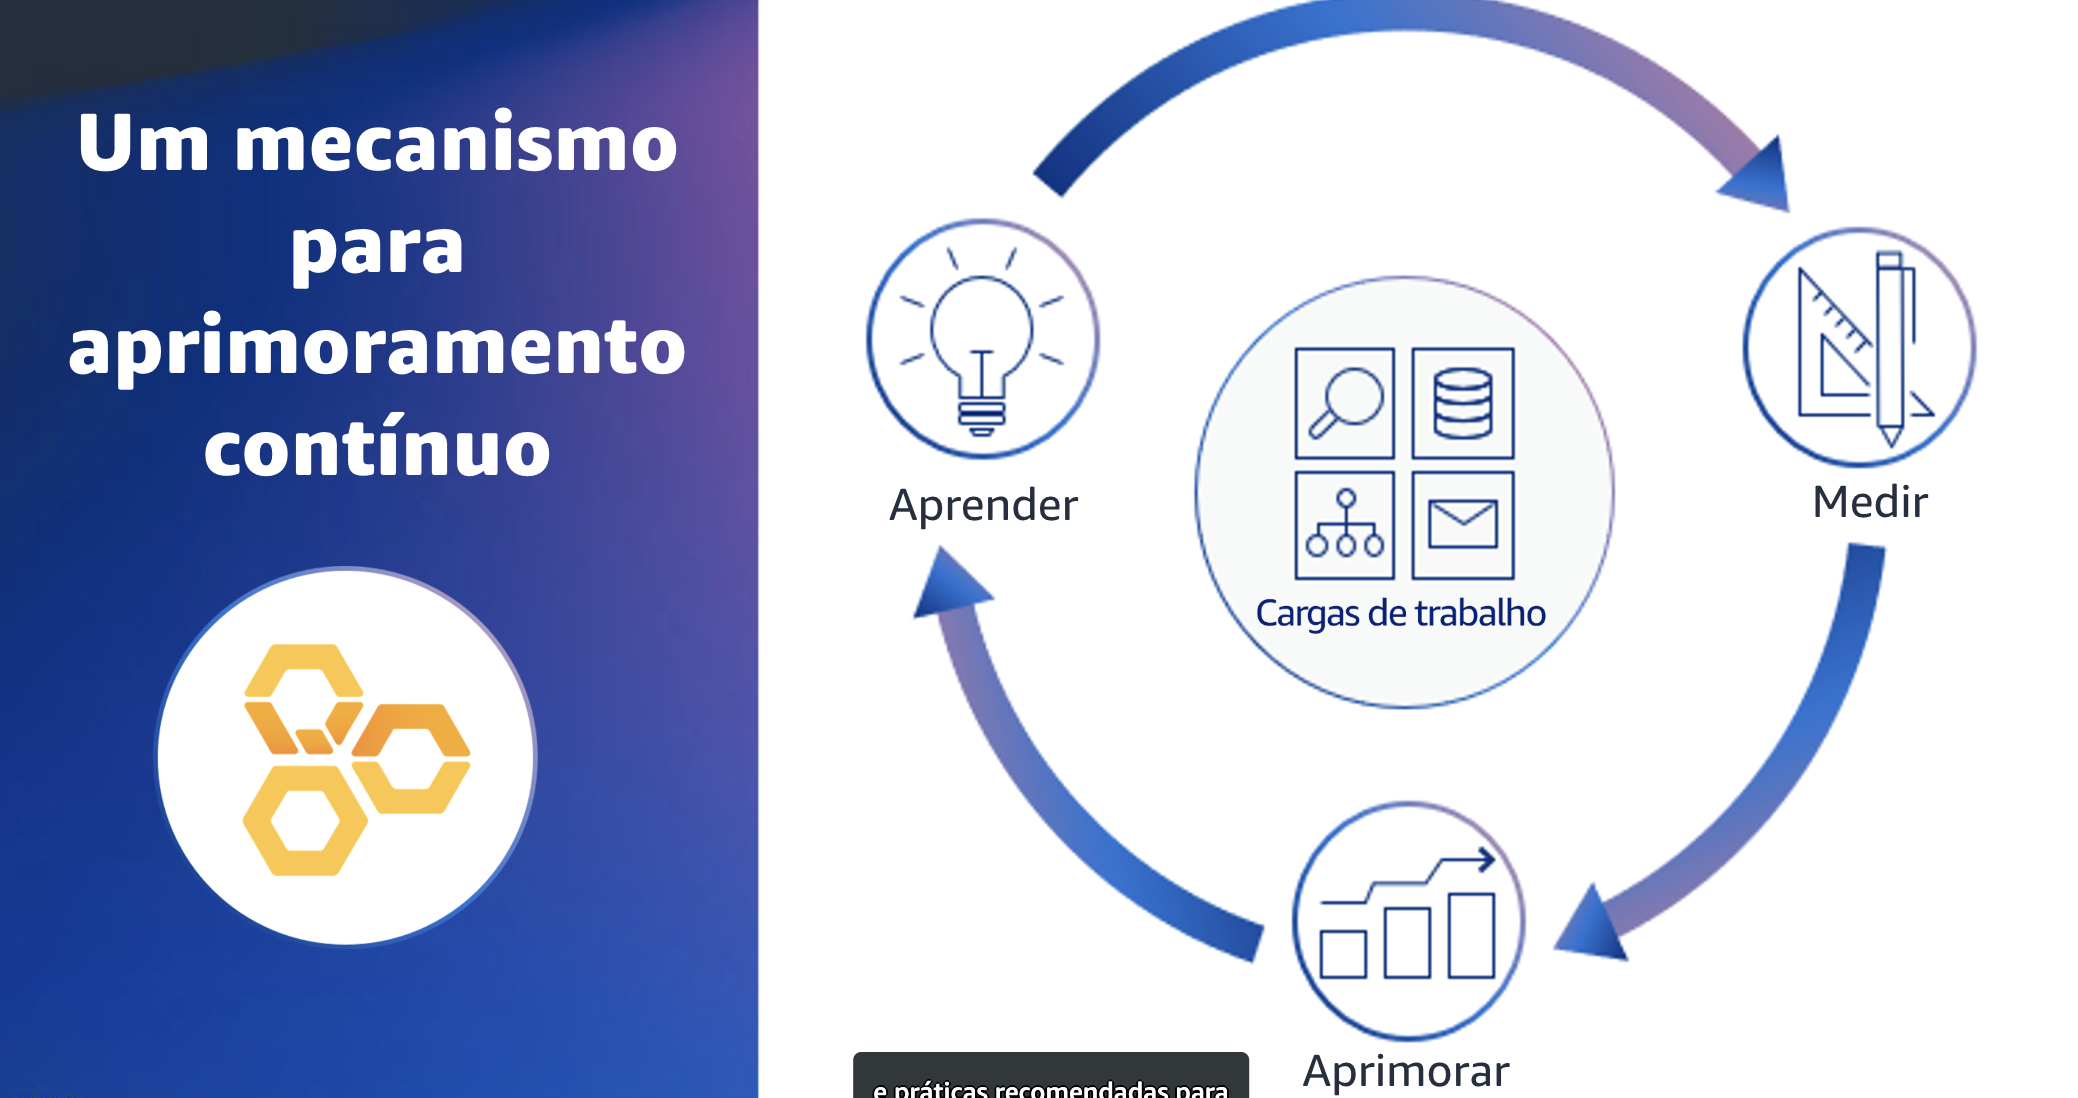 Um mecanismo
para
aprimoramento
contínuo
Aprender
Medir
Cargas de trabalho
Aprimorar
e práticas recomendadas para